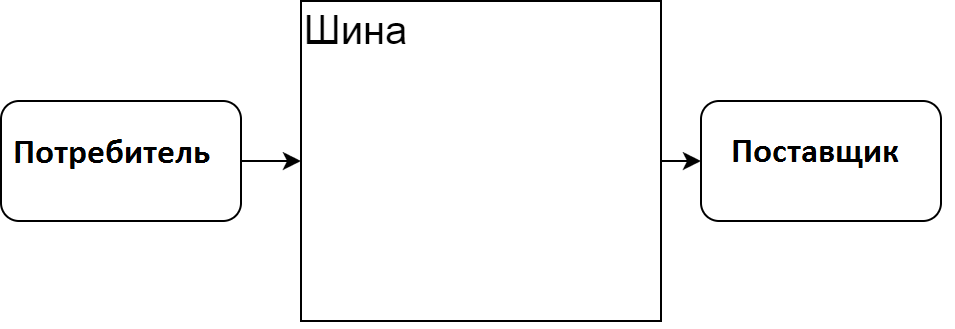 Шина
Потребитель
Поставщик